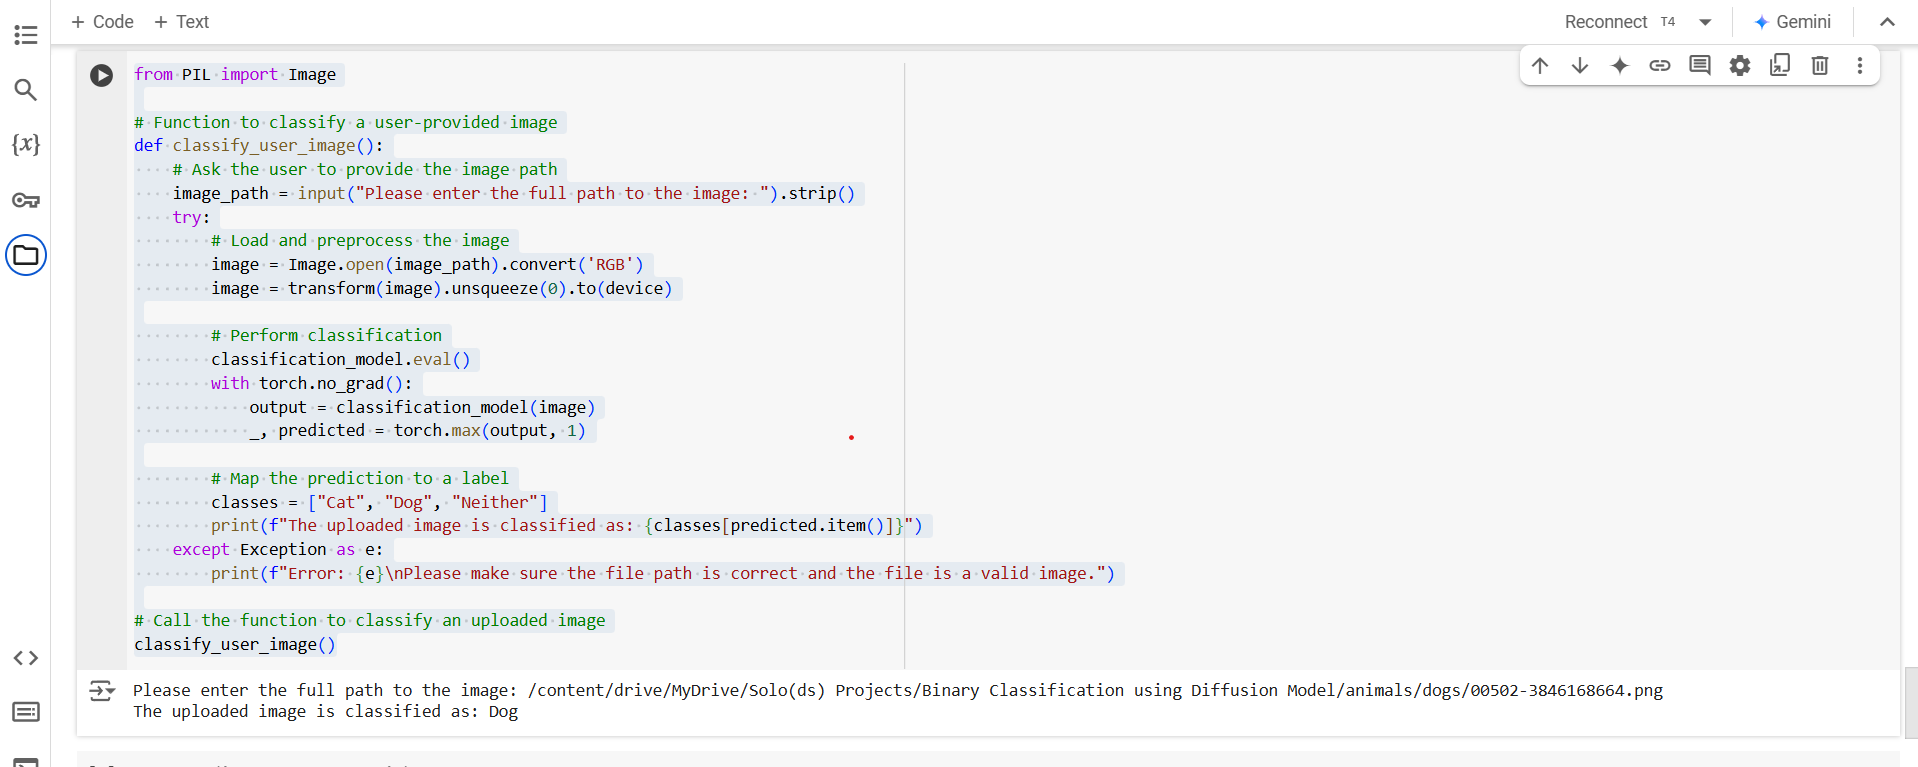 + Code + Text
Reconnect T4 Gemini
{x}
from PIL import Image
# Function to classify a user-provided image
def classify_user_image():
    # Ask the user to provide the image path
    image_path = input("Please enter the full path to the image: ").strip()
    try:
        # Load and preprocess the image
        image = Image.open(image_path).convert('RGB')
        image = transform(image).unsqueeze(0).to(device)
        # Perform classification
        classification_model.eval()
        with torch.no_grad():
            output = classification_model(image)
            _, predicted = torch.max(output, 1)
        # Map the prediction to a label
        classes = ["Cat", "Dog", "Neither"]
        print(f"The uploaded image is classified as: {classes[predicted.item()]}")
    except Exception as e:
        print(f"Error: {e}\nPlease make sure the file path is correct and the file is a valid image.")
# Call the function to classify an uploaded image
classify_user_image()
Please enter the full path to the image: /content/drive/MyDrive/Solo(ds) Projects/Binary Classification using Diffusion Model/animals/dogs/00502-3846168664.png
The uploaded image is classified as: Dog